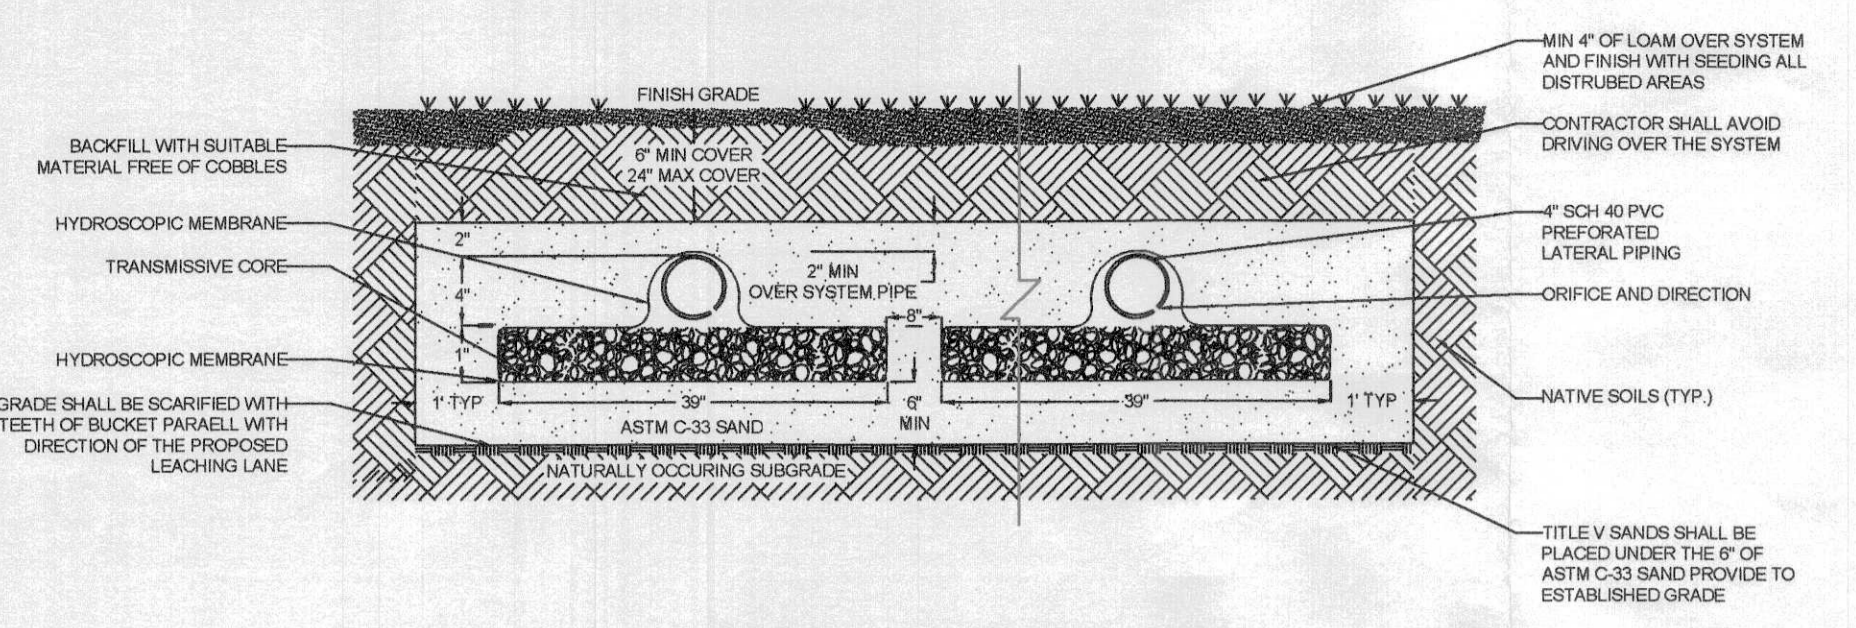 MIN 4" OF LOAM OVER SYSTEM
AND FINISH WITH SEEDING ALL
DISTRUBED AREAS
FINISH GRADE
BACKFILL WITH SUITABLE
MATERIAL FREE OF COBBLES
6" MIN COVER
24" MAX COVER
CONTRACTOR SHALL AVOID
DRIVING OVER THE SYSTEM
HYDROSCOPIC MEMBRANE
4" SCH 40 PVC
PREFORATED
LATERAL PIPING
2"
TRANSMISSIVE CORE
2" MIN
OVER SYSTEM PIPE
4"
ORIFICE AND DIRECTION
8"
HYDROSCOPIC MEMBRANE
1"
1' TYP
39"
6"
MIN
39"
1' TYP
NATIVE SOILS (TYP.)
GRADE SHALL BE SCARIFIED WITH
TEETH OF BUCKET PARAELL WITH
DIRECTION OF THE PROPOSED
LEACHING LANE
ASTM C-33 SAND
NATURALLY OCCURING SUBGRADE
TITLE V SANDS SHALL BE
PLACED UNDER THE 6" OF
ASTM C-33 SAND PROVIDE TO
ESTABLISHED GRADE